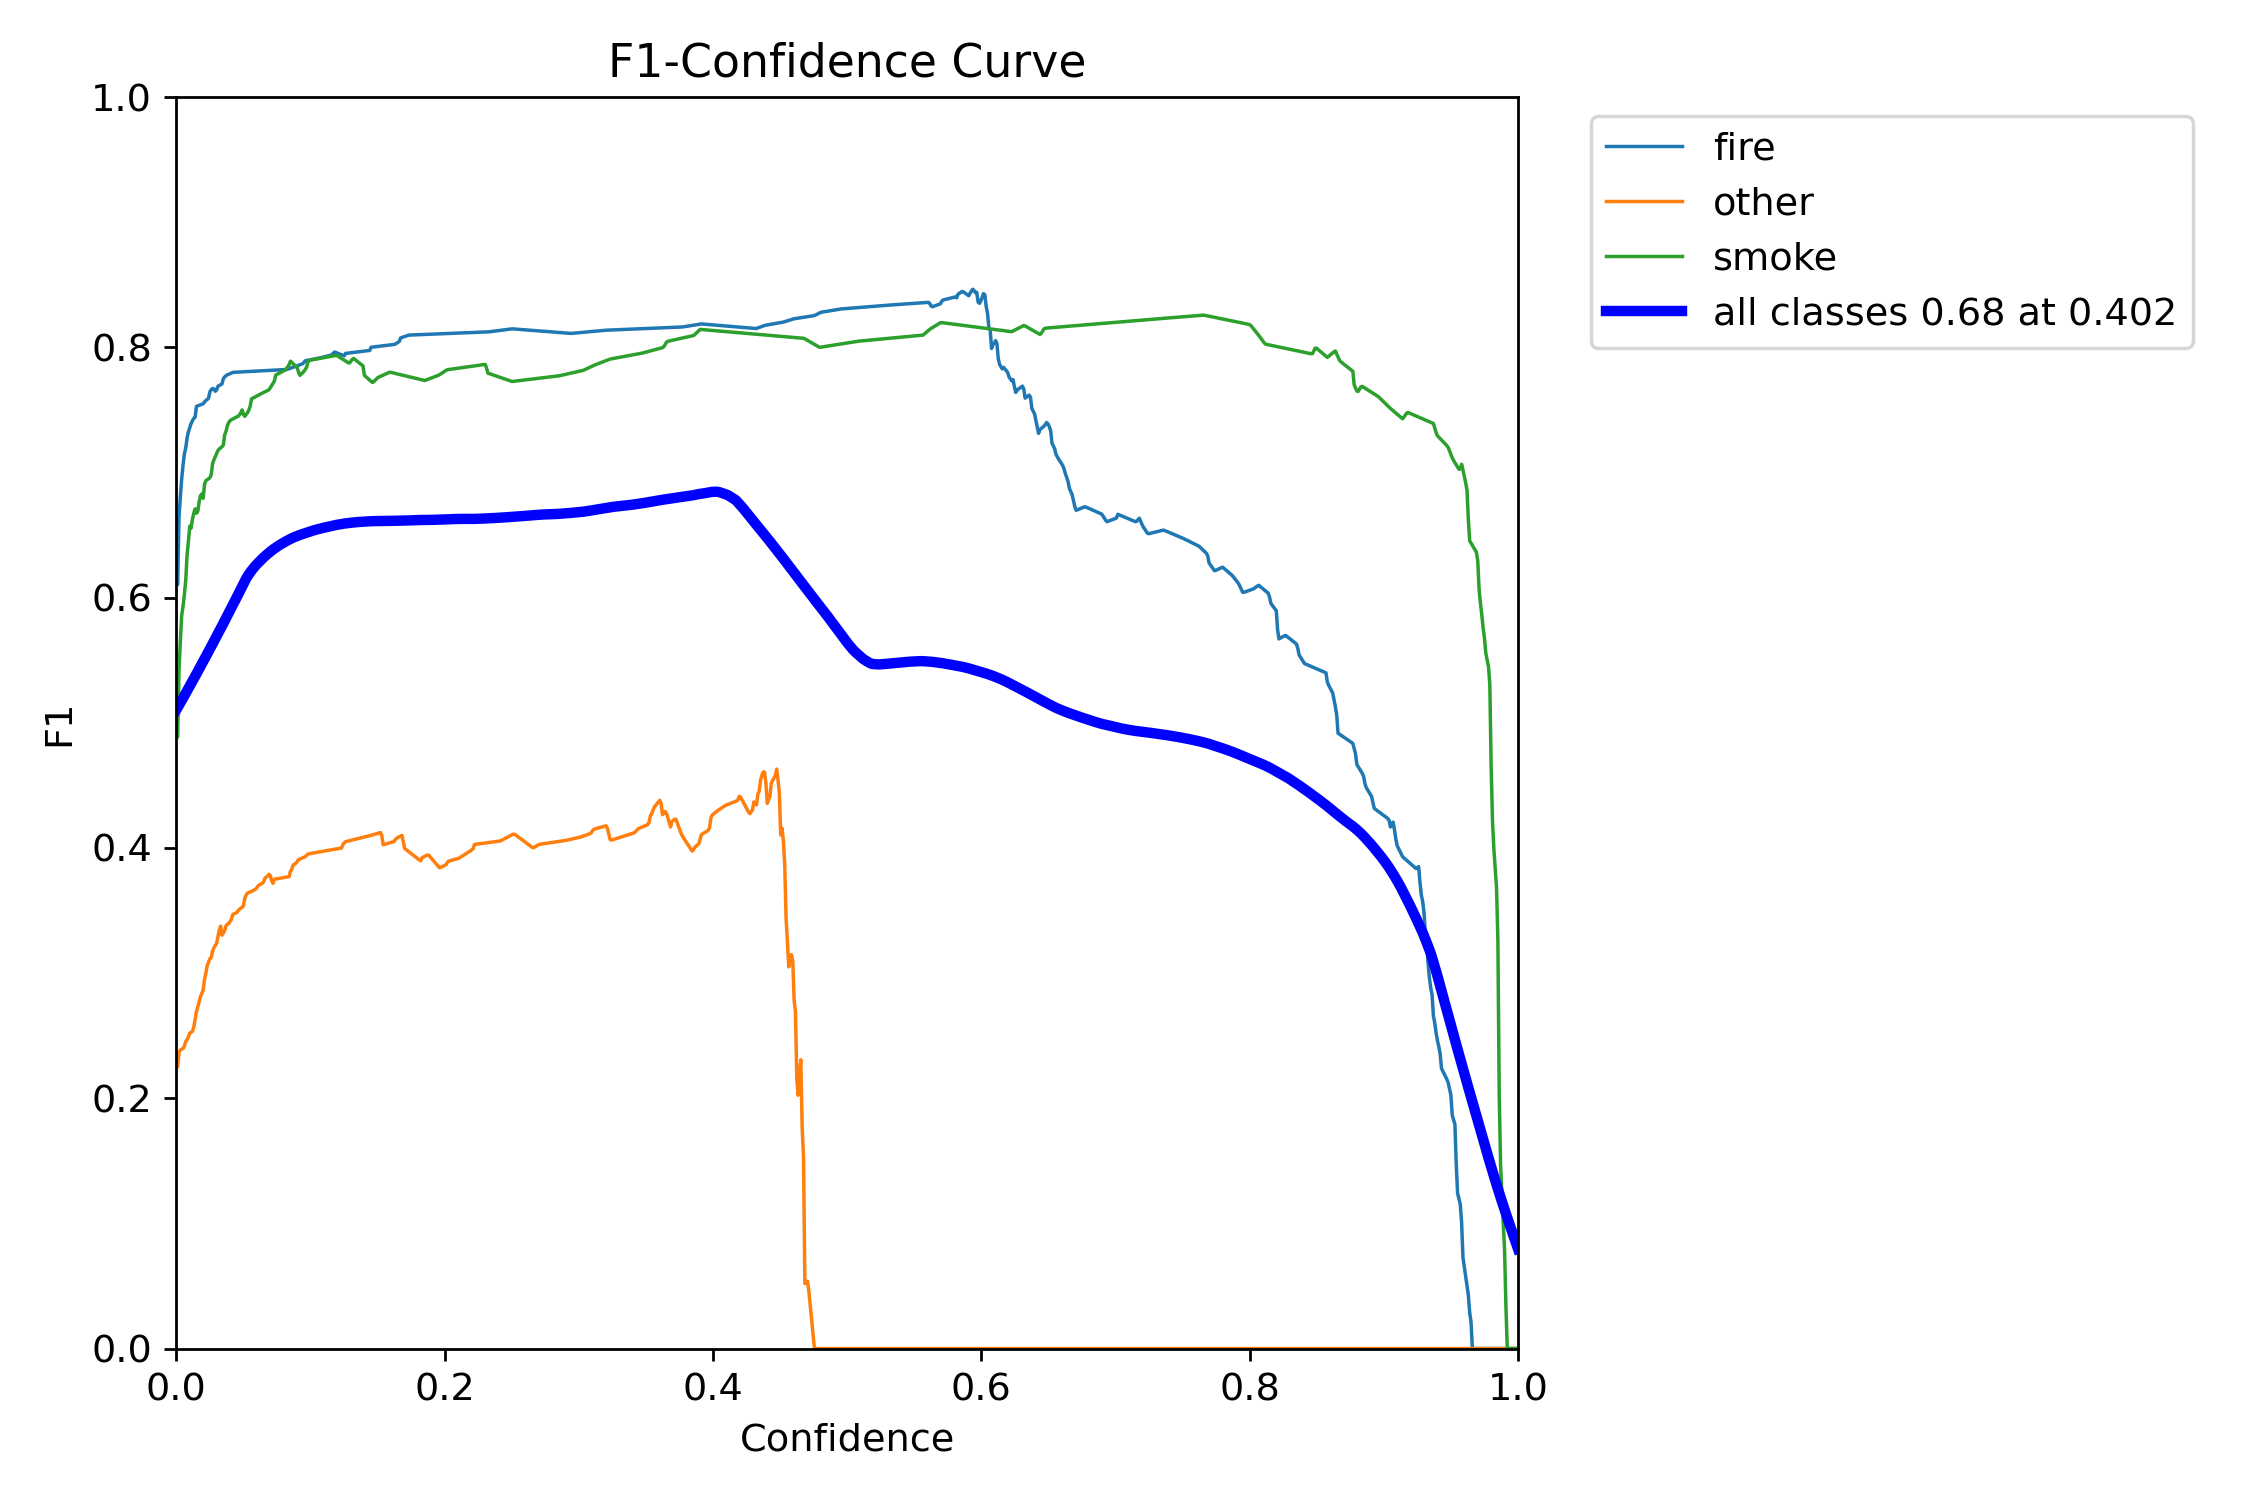 F1-Confidence Curve
1.0
0.8
0.6
0.4
0.2
0.0
F1
0.0 0.2 0.4 0.6 0.8 1.0
Confidence
fire
other
smoke
all classes 0.68 at 0.402